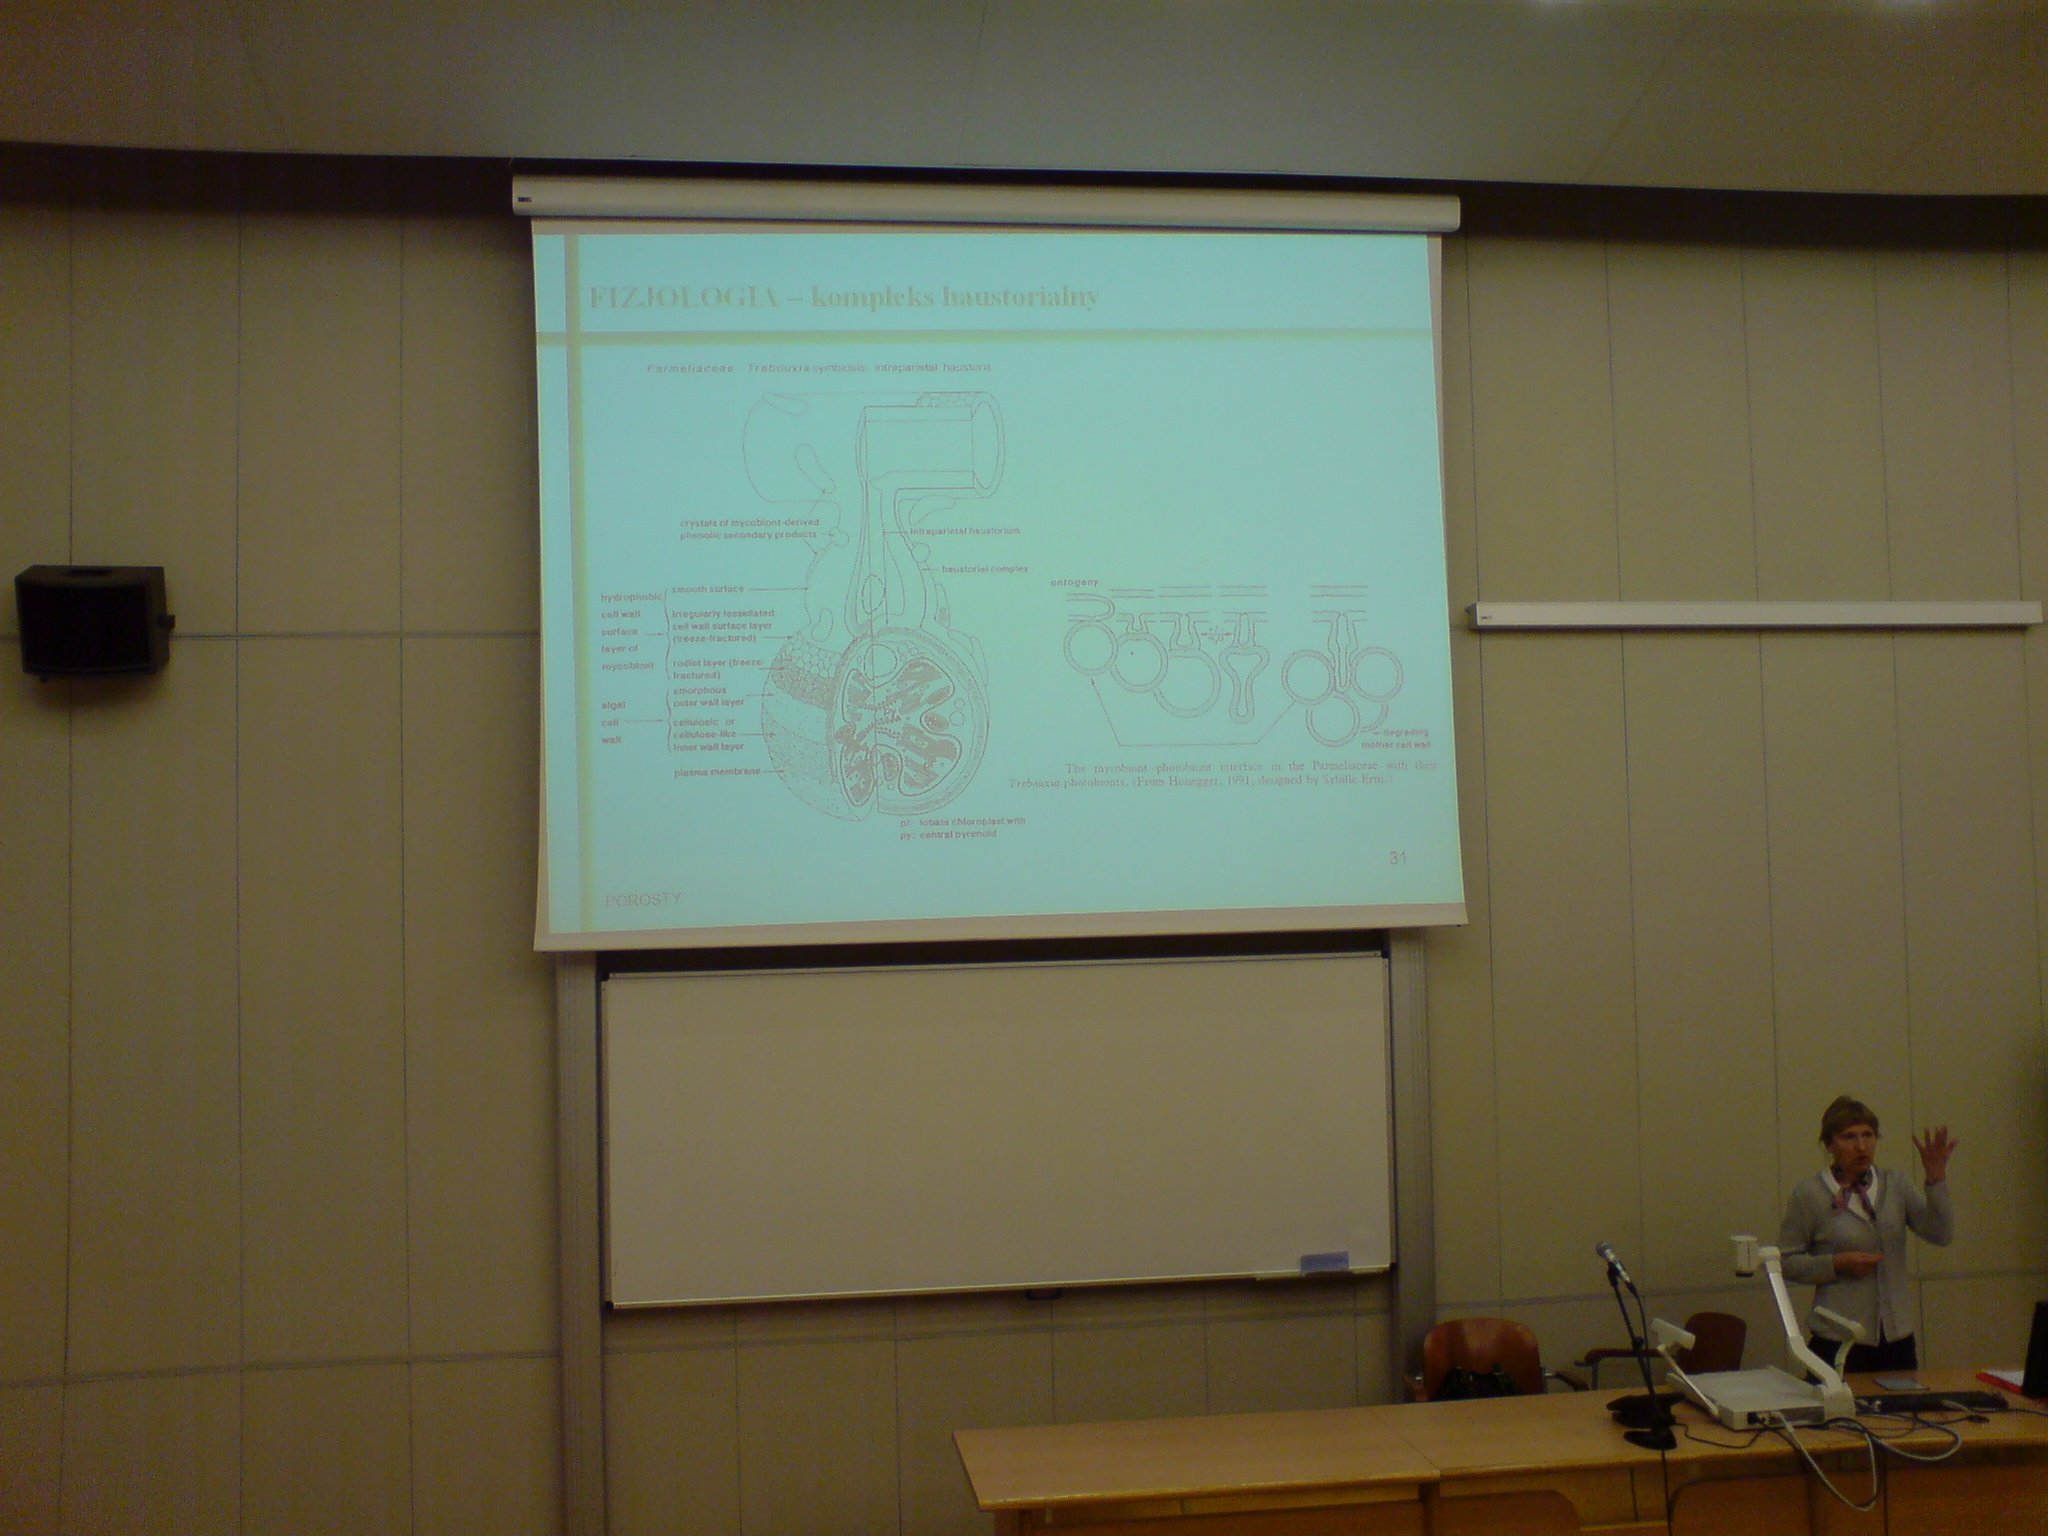 FIZJOLOGIA – kompleks haustorialny
Parmeliaceae Trebouxia symbiosis: intraparietal haustoria
crystals of mycobiont-derived
phenolic secondary products
intraparietal haustorium
haustorial complex
hydrophobic
cell wall
surface
layer of
mycobiont
smooth surface
irregularly tessellated
cell wall surface layer
(freeze-fractured)
rodlet layer (freeze-
fractured)
algal
cell
wall
amorphous
outer wall layer
cellulosic or
cellulose-like
inner wall layer
plasma membrane
pl: lobate chloroplast with
py: central pyrenoid
ontogeny:
degrading
mother cell wall
The mycobiont photobiont interface in the Parmeliaceae with their
Trebouxia photobionts. (From Honegger, 1991, designed by Sybille Erni.)
31
POROSTY